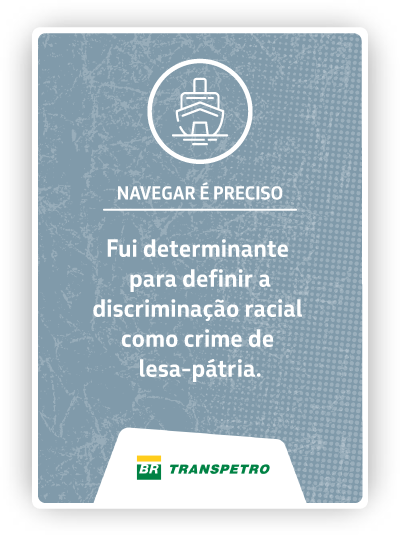 NAVEGAR É PRECISO
Fui determinante
para definir a
discriminação racial
como crime de
lesa-pátria.
BR TRANSPETRO